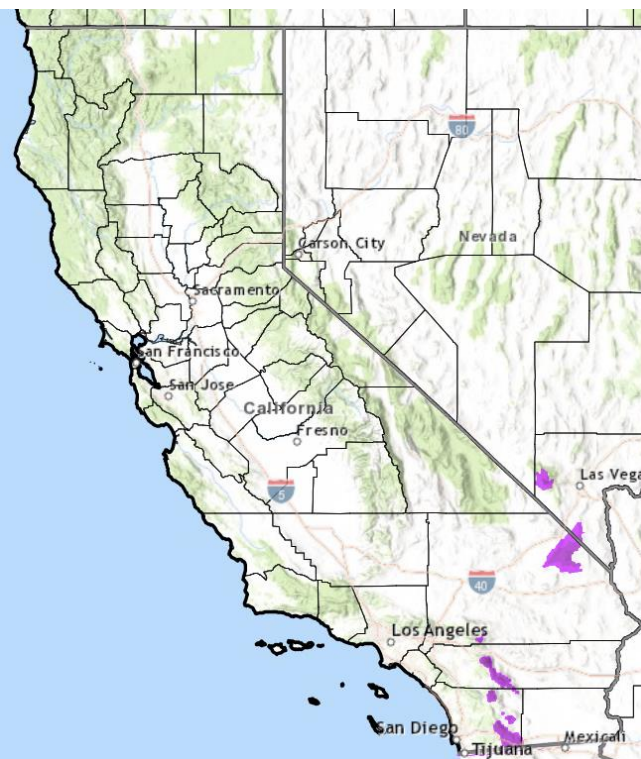 80
Carson City
Nevada
Sacramento
San Francisco
San Jose
California
Fresno
5
Las Vega
40
Los Angeles
San Diego
Mexicali
Tijuana